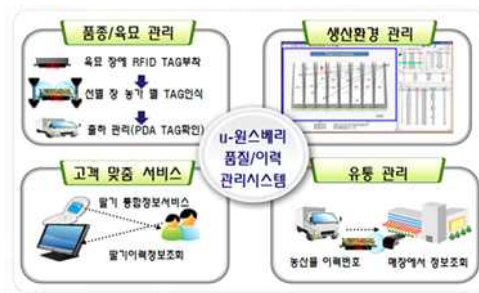 품종/육묘 관리
육묘 장에 RFID TAG부착
선별 장 농가 별 TAG인식
출하 관리(PDA TAG확인)
생산환경 관리
u-원스베리
품질/이력
관리시스템
고객 맞춤 서비스
딸기 통합정보서비스
딸기이력정보조회
유통 관리
농산물 이력번호
매장에서 정보조회